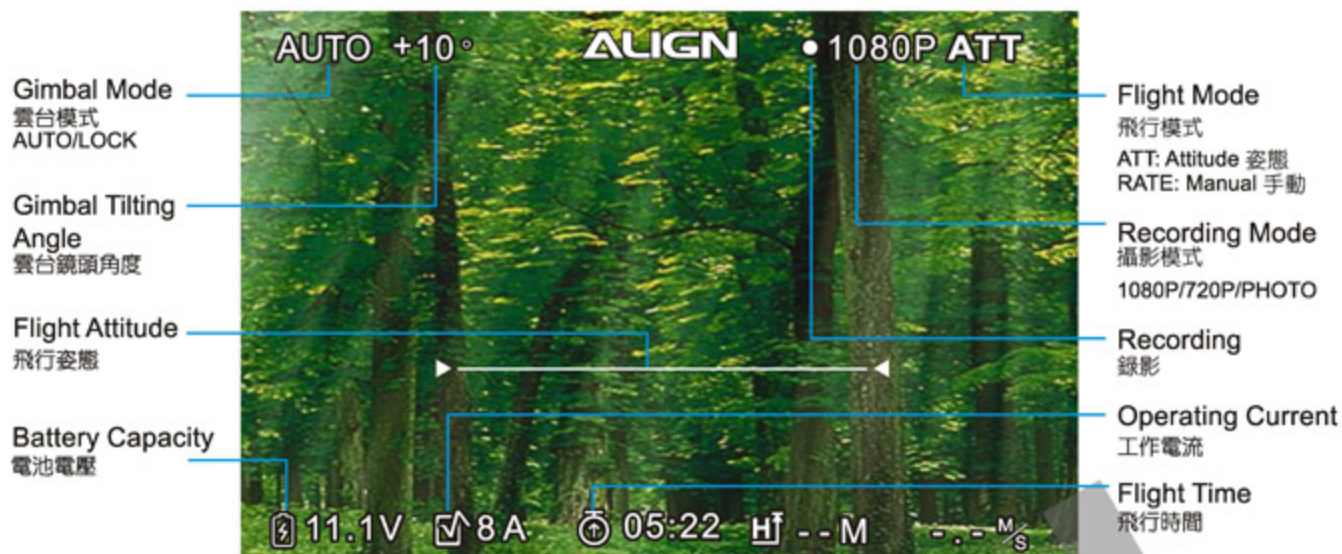 AUTO +10° ALIGN ●1080P ATT
Gimbal Mode
雲台模式
AUTO/LOCK
Gimbal Tilting
Angle
雲台鏡頭角度
Flight Attitude
飛行姿態
Battery Capacity
電池電壓
Flight Mode
飛行模式
ATT: Attitude 姿態
RATE: Manual 手動
Recording Mode
攝影模式
1080P/720P/PHOTO
Recording
錄影
Operating Current
工作電流
Flight Time
飛行時間
11.1V 8A 05:22 H --M -.-M/S